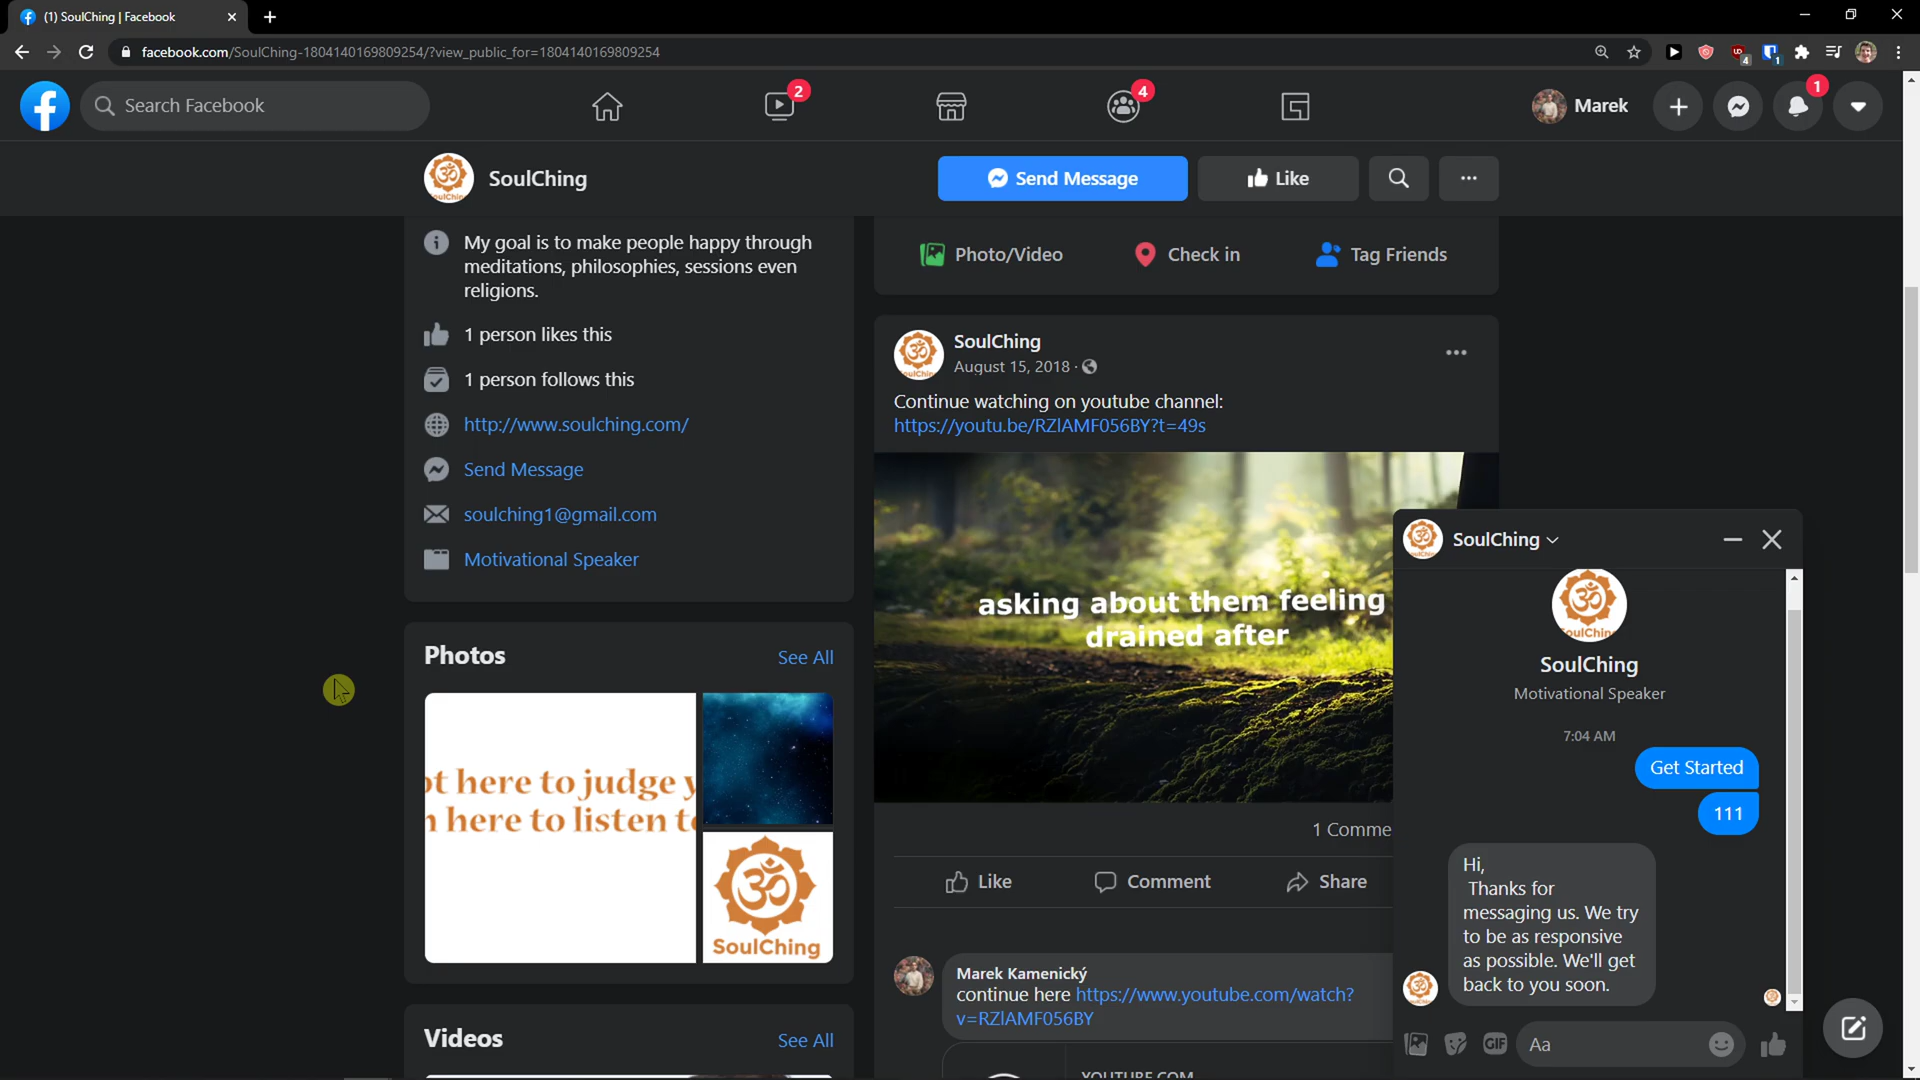 (1) SoulChing | Facebook
facebook.com/SoulChing-1804140169809254/?view_public_for=1804140169809254
4
1
Search Facebook
2
4
Marek
1
SoulChing
Send Message
Like
My goal is to make people happy through
meditations, philosophies, sessions even
religions.
1 person likes this
1 person follows this
http://www.soulching.com/
Send Message
soulching1@gmail.com
Motivational Speaker
Photos
See All
ot here to judge y
here to listen to
SoulChing
Videos
See All
Photo/Video
Check in
Tag Friends
SoulChing
August 15, 2018 ·
Continue watching on youtube channel:
https://youtu.be/RZlAMF056BY?t=49s
asking about them feeling
drained after
1 Comme
Like
Comment
Share
Marek Kamenický
continue here https://www.youtube.com/watch?
v=RZlAMF056BY
YOUTUBE.COM
SoulChing
SoulChing
Motivational Speaker
7:04 AM
Get Started
111
Hi,
Thanks for
messaging us. We try
to be as responsive
as possible. We'll get
back to you soon.
GIF
Aa